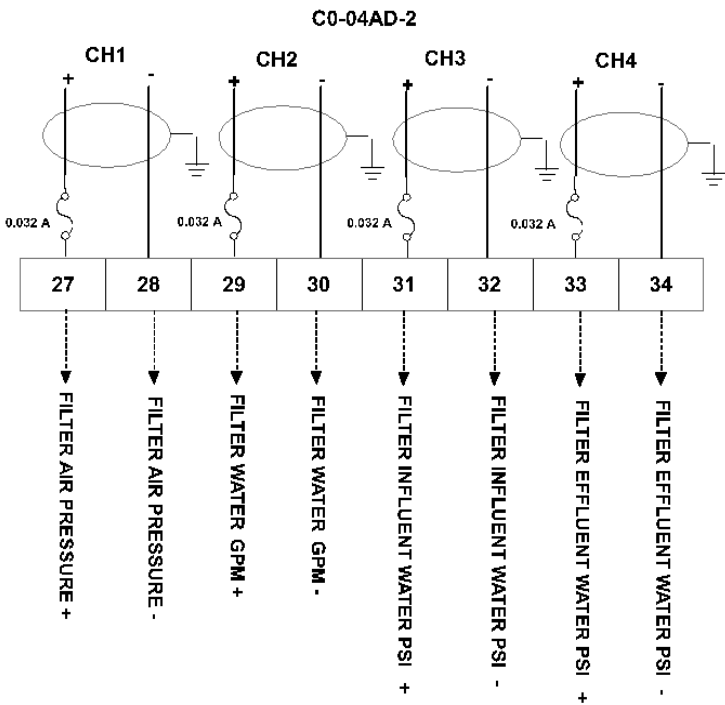 C0-04AD-2
CH1 CH2 CH3 CH4
+ - + - + - + -
0.032 A 0.032 A 0.032 A 0.032 A
27 28 29 30 31 32 33 34
FILTER AIR PRESSURE +
FILTER AIR PRESSURE -
FILTER WATER GPM +
FILTER WATER GPM -
FILTER INFLUENT WATER PSI +
FILTER INFLUENT WATER PSI -
FILTER EFFLUENT WATER PSI +
FILTER EFFLUENT WATER PSI -